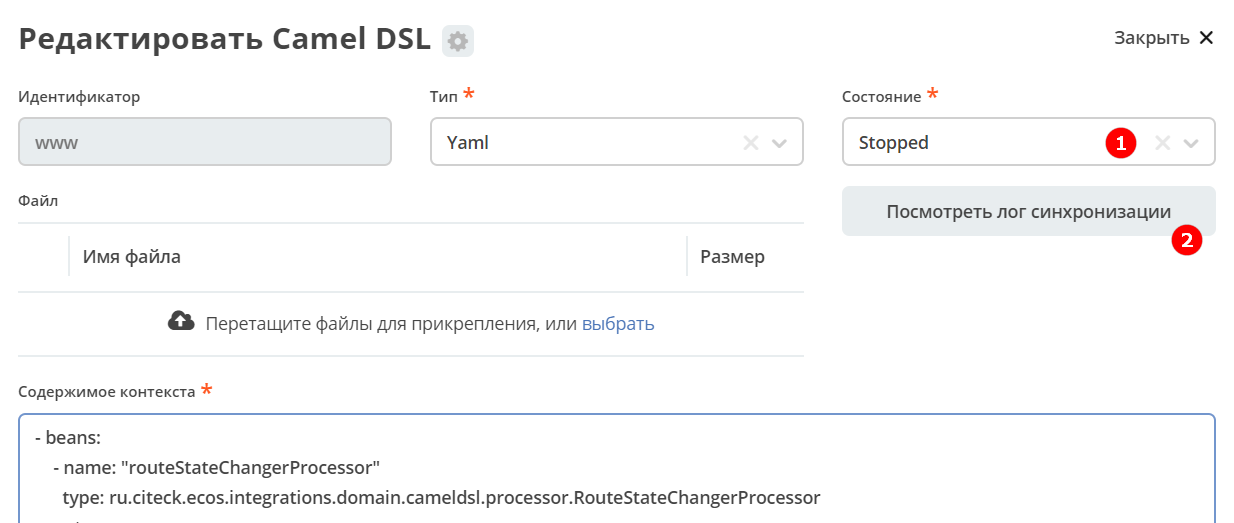 Редактировать Camel DSL
Закрыть
Идентификатор
Тип *
Состояние *
www
Yaml
Stopped
1
Файл
Посмотреть лог синхронизации
2
Имя файла
Размер
Перетащите файлы для прикрепления, или выбрать
Содержимое контекста *
- beans:
- name: "routeStateChangerProcessor"
type: ru.citeck.ecos.integrations.domain.cameldsl.processor.RouteStateChangerProcessor